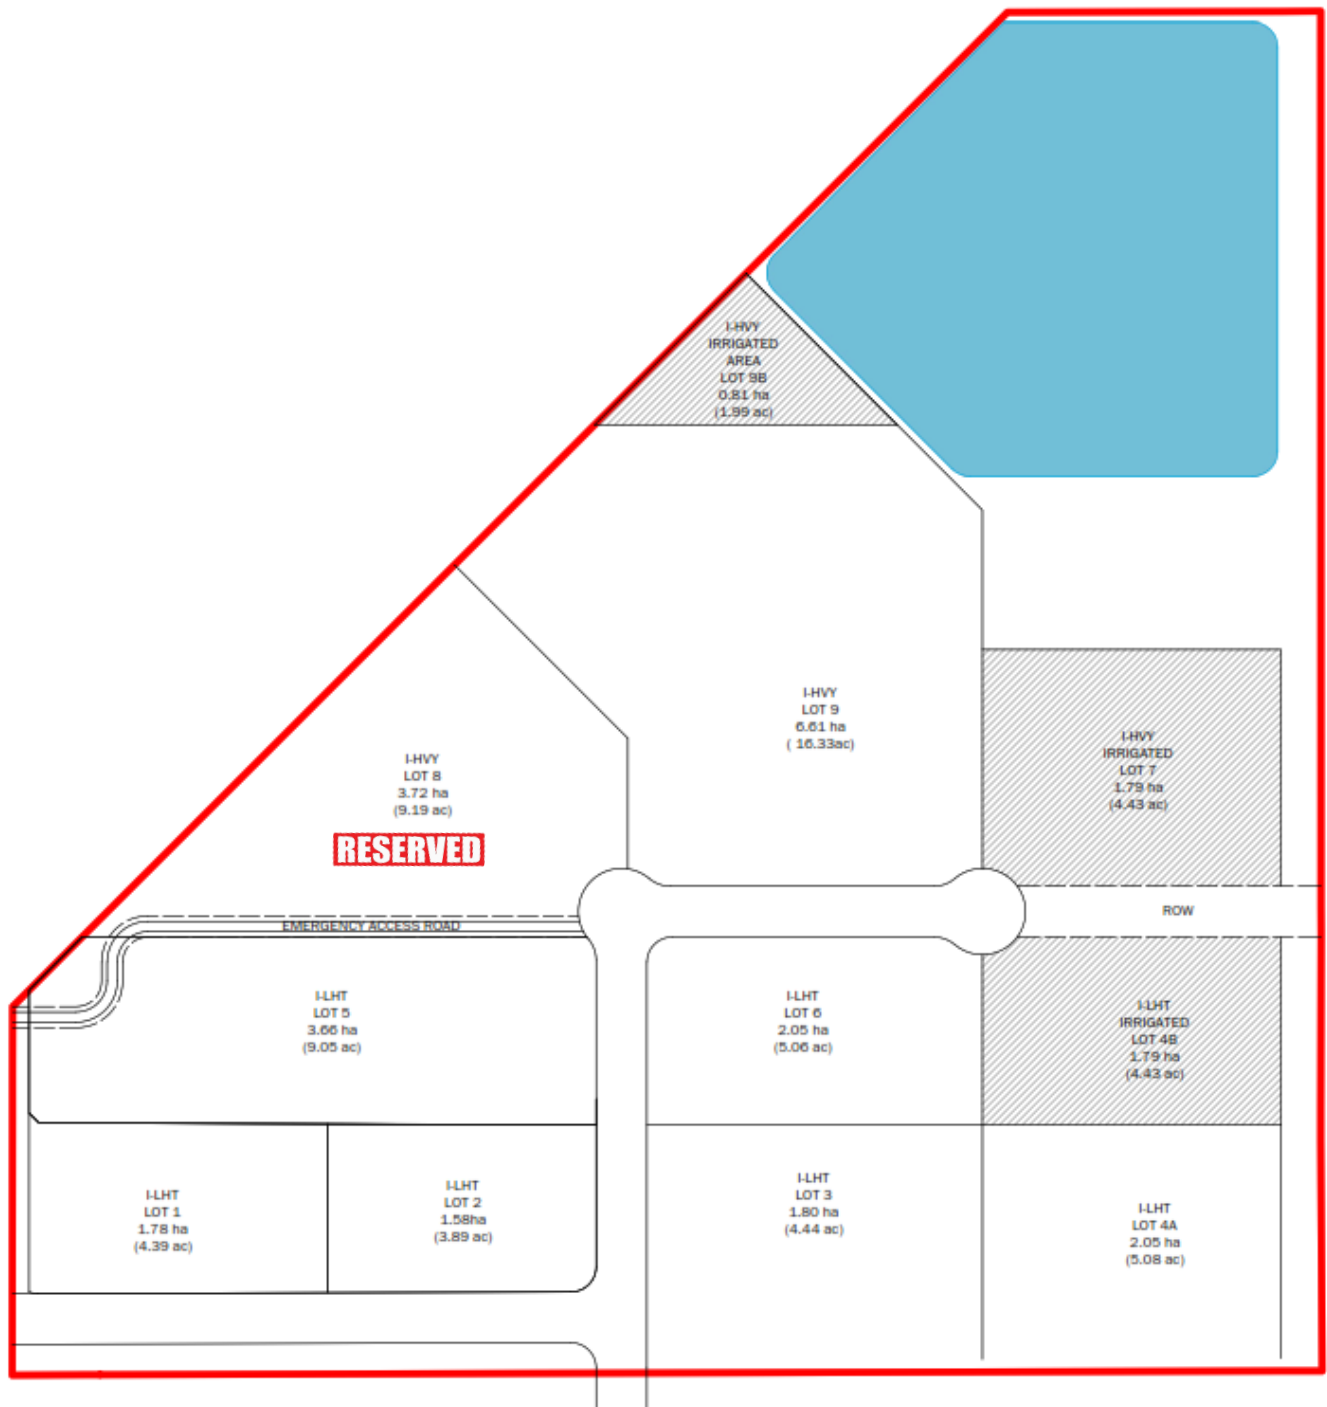 I-HVY
IRRIGATED
AREA
LOT 9B
0.81 ha
(1.99 ac)
I-HVY
LOT 9
6.61 ha
( 16.33ac)
I-HVY
IRRIGATED
LOT 7
1.79 ha
(4.43 ac)
I-HVY
LOT 8
3.72 ha
(9.19 ac)
RESERVED
EMERGENCY ACCESS ROAD
ROW
I-LHT
LOT 5
3.66 ha
(9.05 ac)
I-LHT
LOT 6
2.05 ha
(5.06 ac)
I-LHT
IRRIGATED
LOT 4B
1.79 ha
(4.43 ac)
I-LHT
LOT 1
1.78 ha
(4.39 ac)
I-LHT
LOT 2
1.58ha
(3.89 ac)
I-LHT
LOT 3
1.80 ha
(4.44 ac)
I-LHT
LOT 4A
2.05 ha
(5.08 ac)